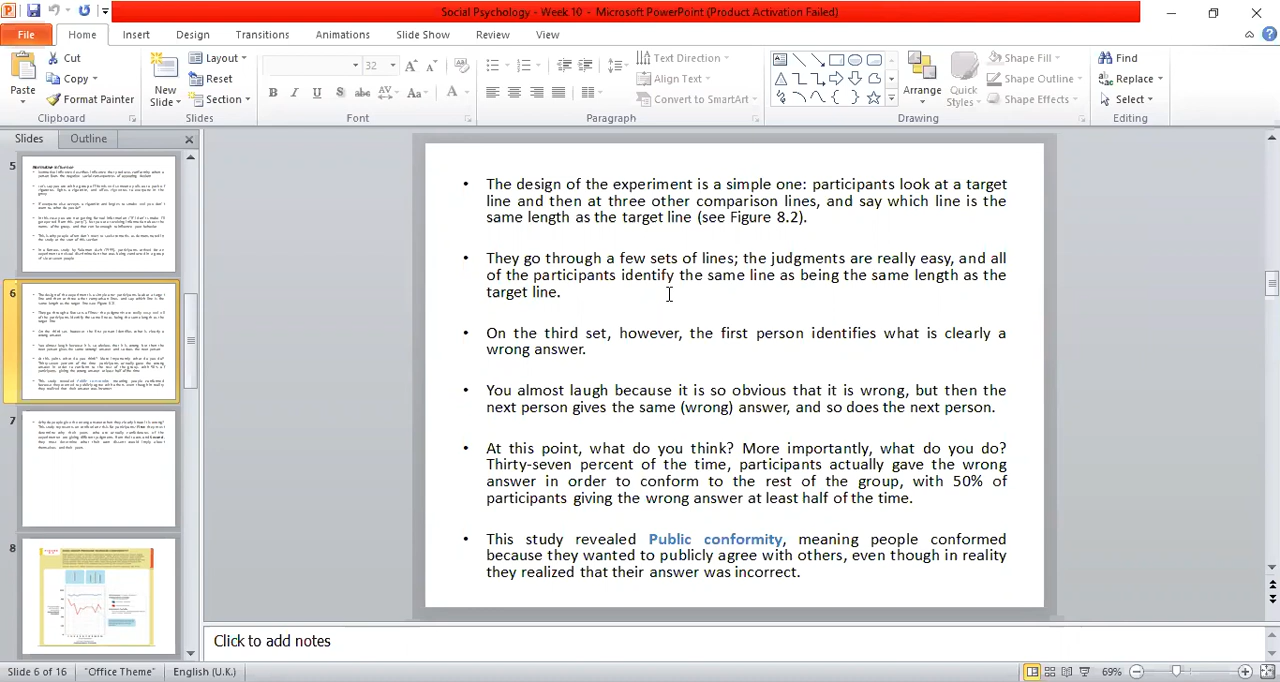 Social Psychology - Week 10 - Microsoft PowerPoint (Product Activation Failed)
File Home Insert Design Transitions Animations Slide Show Review View
Cut
Copy
Format Painter
Paste
Clipboard
New Slide
Layout
Reset
Section
Slides
32
Font
Text Direction
Align Text
Convert to SmartArt
Paragraph
Arrange
Quick Styles
Shape Fill
Shape Outline
Shape Effects
Drawing
Find
Replace
Select
Editing
Slides Outline
5
6
7
8
• The design of the experiment is a simple one: participants look at a target
line and then at three other comparison lines, and say which line is the
same length as the target line (see Figure 8.2).
• They go through a few sets of lines; the judgments are really easy, and all
of the participants identify the same line as being the same length as the
target line.
• On the third set, however, the first person identifies what is clearly a
wrong answer.
• You almost laugh because it is so obvious that it is wrong, but then the
next person gives the same (wrong) answer, and so does the next person.
• At this point, what do you think? More importantly, what do you do?
Thirty-seven percent of the time, participants actually gave the wrong
answer in order to conform to the rest of the group, with 50% of
participants giving the wrong answer at least half of the time.
• This study revealed Public conformity, meaning people conformed
because they wanted to publicly agree with others, even though in reality
they realized that their answer was incorrect.
Click to add notes
Slide 6 of 16 "Office Theme" English (U.K.) 69%